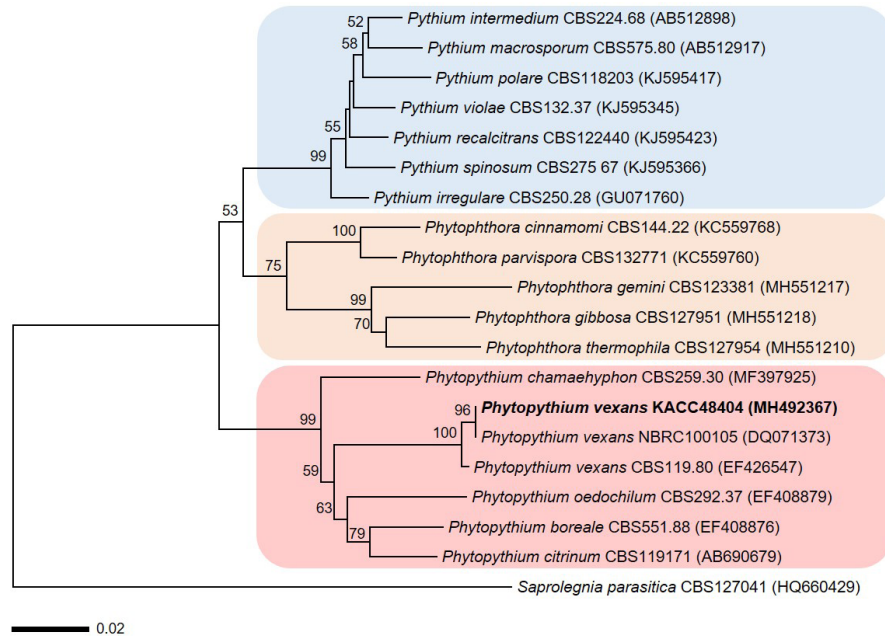 52
Pythium intermedium CBS224.68 (AB512898)
58
Pythium macrosporum CBS575.80 (AB512917)
Pythium polare CBS118203 (KJ595417)
Pythium violae CBS132.37 (KJ595345)
55
Pythium recalcitrans CBS122440 (KJ595423)
99
Pythium spinosum CBS275 67 (KJ595366)
Pythium irregulare CBS250.28 (GU071760)
53
Phytophthora cinnamomi CBS144.22 (KC559768)
100
Phytophthora parvispora CBS132771 (KC559760)
75
Phytophthora gemini CBS123381 (MH551217)
99
Phytophthora gibbosa CBS127951 (MH551218)
70
Phytophthora thermophila CBS127954 (MH551210)
Phytopythium chamaehyphon CBS259.30 (MF397925)
99
96
Phytopythium vexans KACC48404 (MH492367)
100
Phytopythium vexans NBRC100105 (DQ071373)
59
Phytopythium vexans CBS119.80 (EF426547)
63
Phytopythium oedochilum CBS292.37 (EF408879)
Phytopythium boreale CBS551.88 (EF408876)
79
Phytopythium citrinum CBS119171 (AB690679)
Saprolegnia parasitica CBS127041 (HQ660429)
0.02